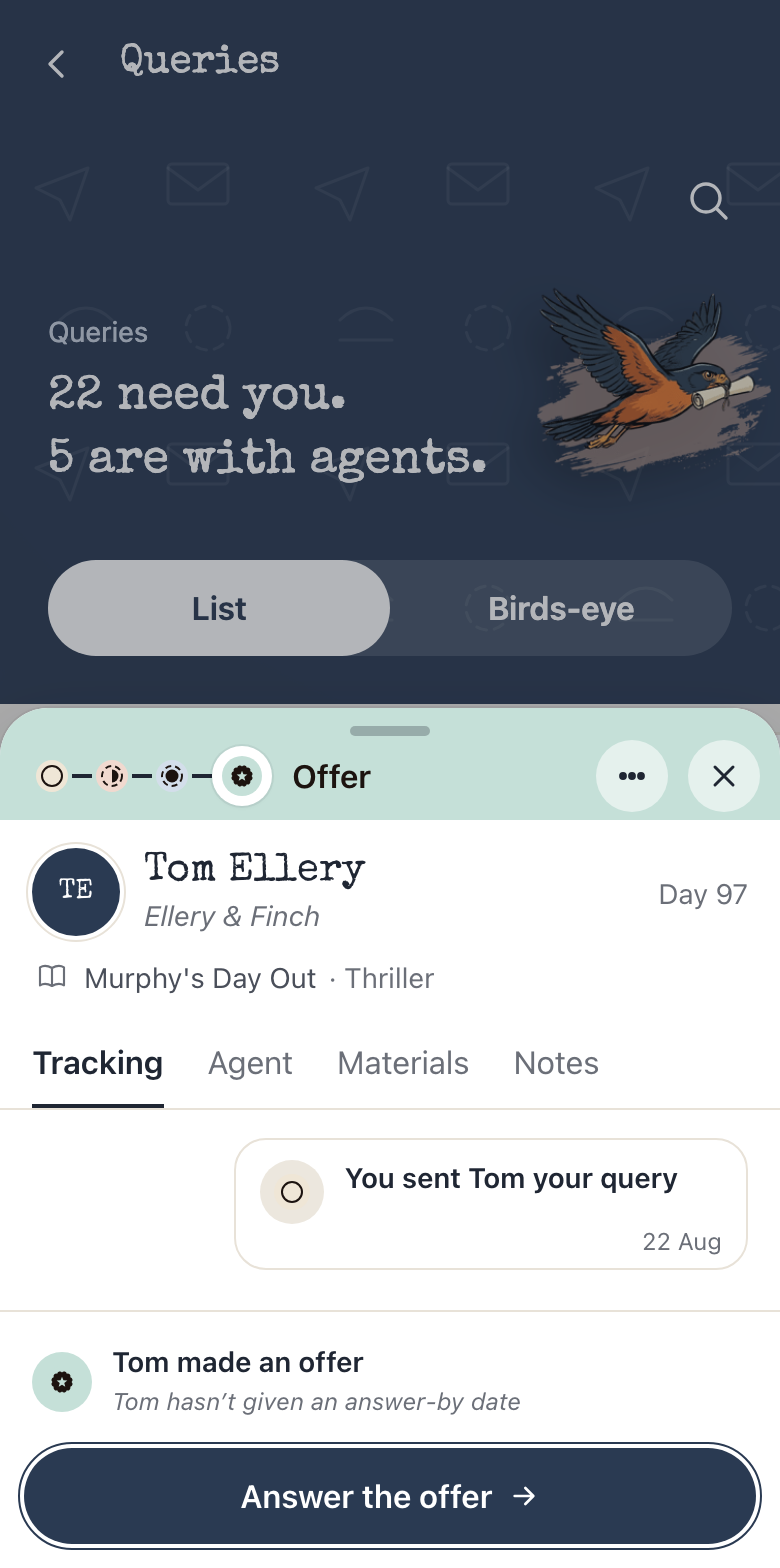 Queries
Queries
22 need you.
5 are with agents.
List
Birds-eye
Offer
TE
Tom Ellery
Ellery & Finch
Day 97
Murphy's Day Out · Thriller
Tracking
Agent
Materials
Notes
You sent Tom your query
22 Aug
Tom made an offer
Tom hasn’t given an answer-by date
Answer the offer →